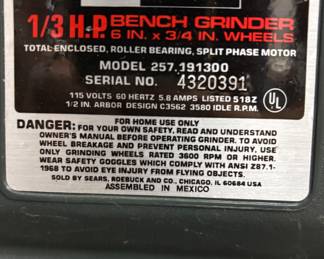 1/3 H.P. BENCH GRINDER
6 IN. x 3/4 IN. WHEELS
TOTAL ENCLOSED, ROLLER BEARING, SPLIT PHASE MOTOR
MODEL 257.191300
SERIAL NO. 4320391
115 VOLTS 60 HERTZ 5.8 AMPS LISTED 518Z
1/2 IN. ARBOR DESIGN C3562 3580 IDLE R.P.M.
UL
FOR HOME USE ONLY
DANGER: FOR YOUR OWN SAFETY, READ AND UNDERSTAND
OWNER'S MANUAL BEFORE OPERATING GRINDER. TO AVOID
WHEEL BREAKAGE AND PREVENT PERSONAL INJURY, USE
ONLY GRINDING WHEELS RATED 3600 RPM OR HIGHER.
WEAR SAFETY GOGGLES WHICH COMPLY WITH ANSI Z87.1-
1968 TO AVOID EYE INJURY FROM FLYING OBJECTS.
SOLD BY SEARS, ROEBUCK AND CO., CHICAGO, IL 60684 USA
ASSEMBLED IN MEXICO